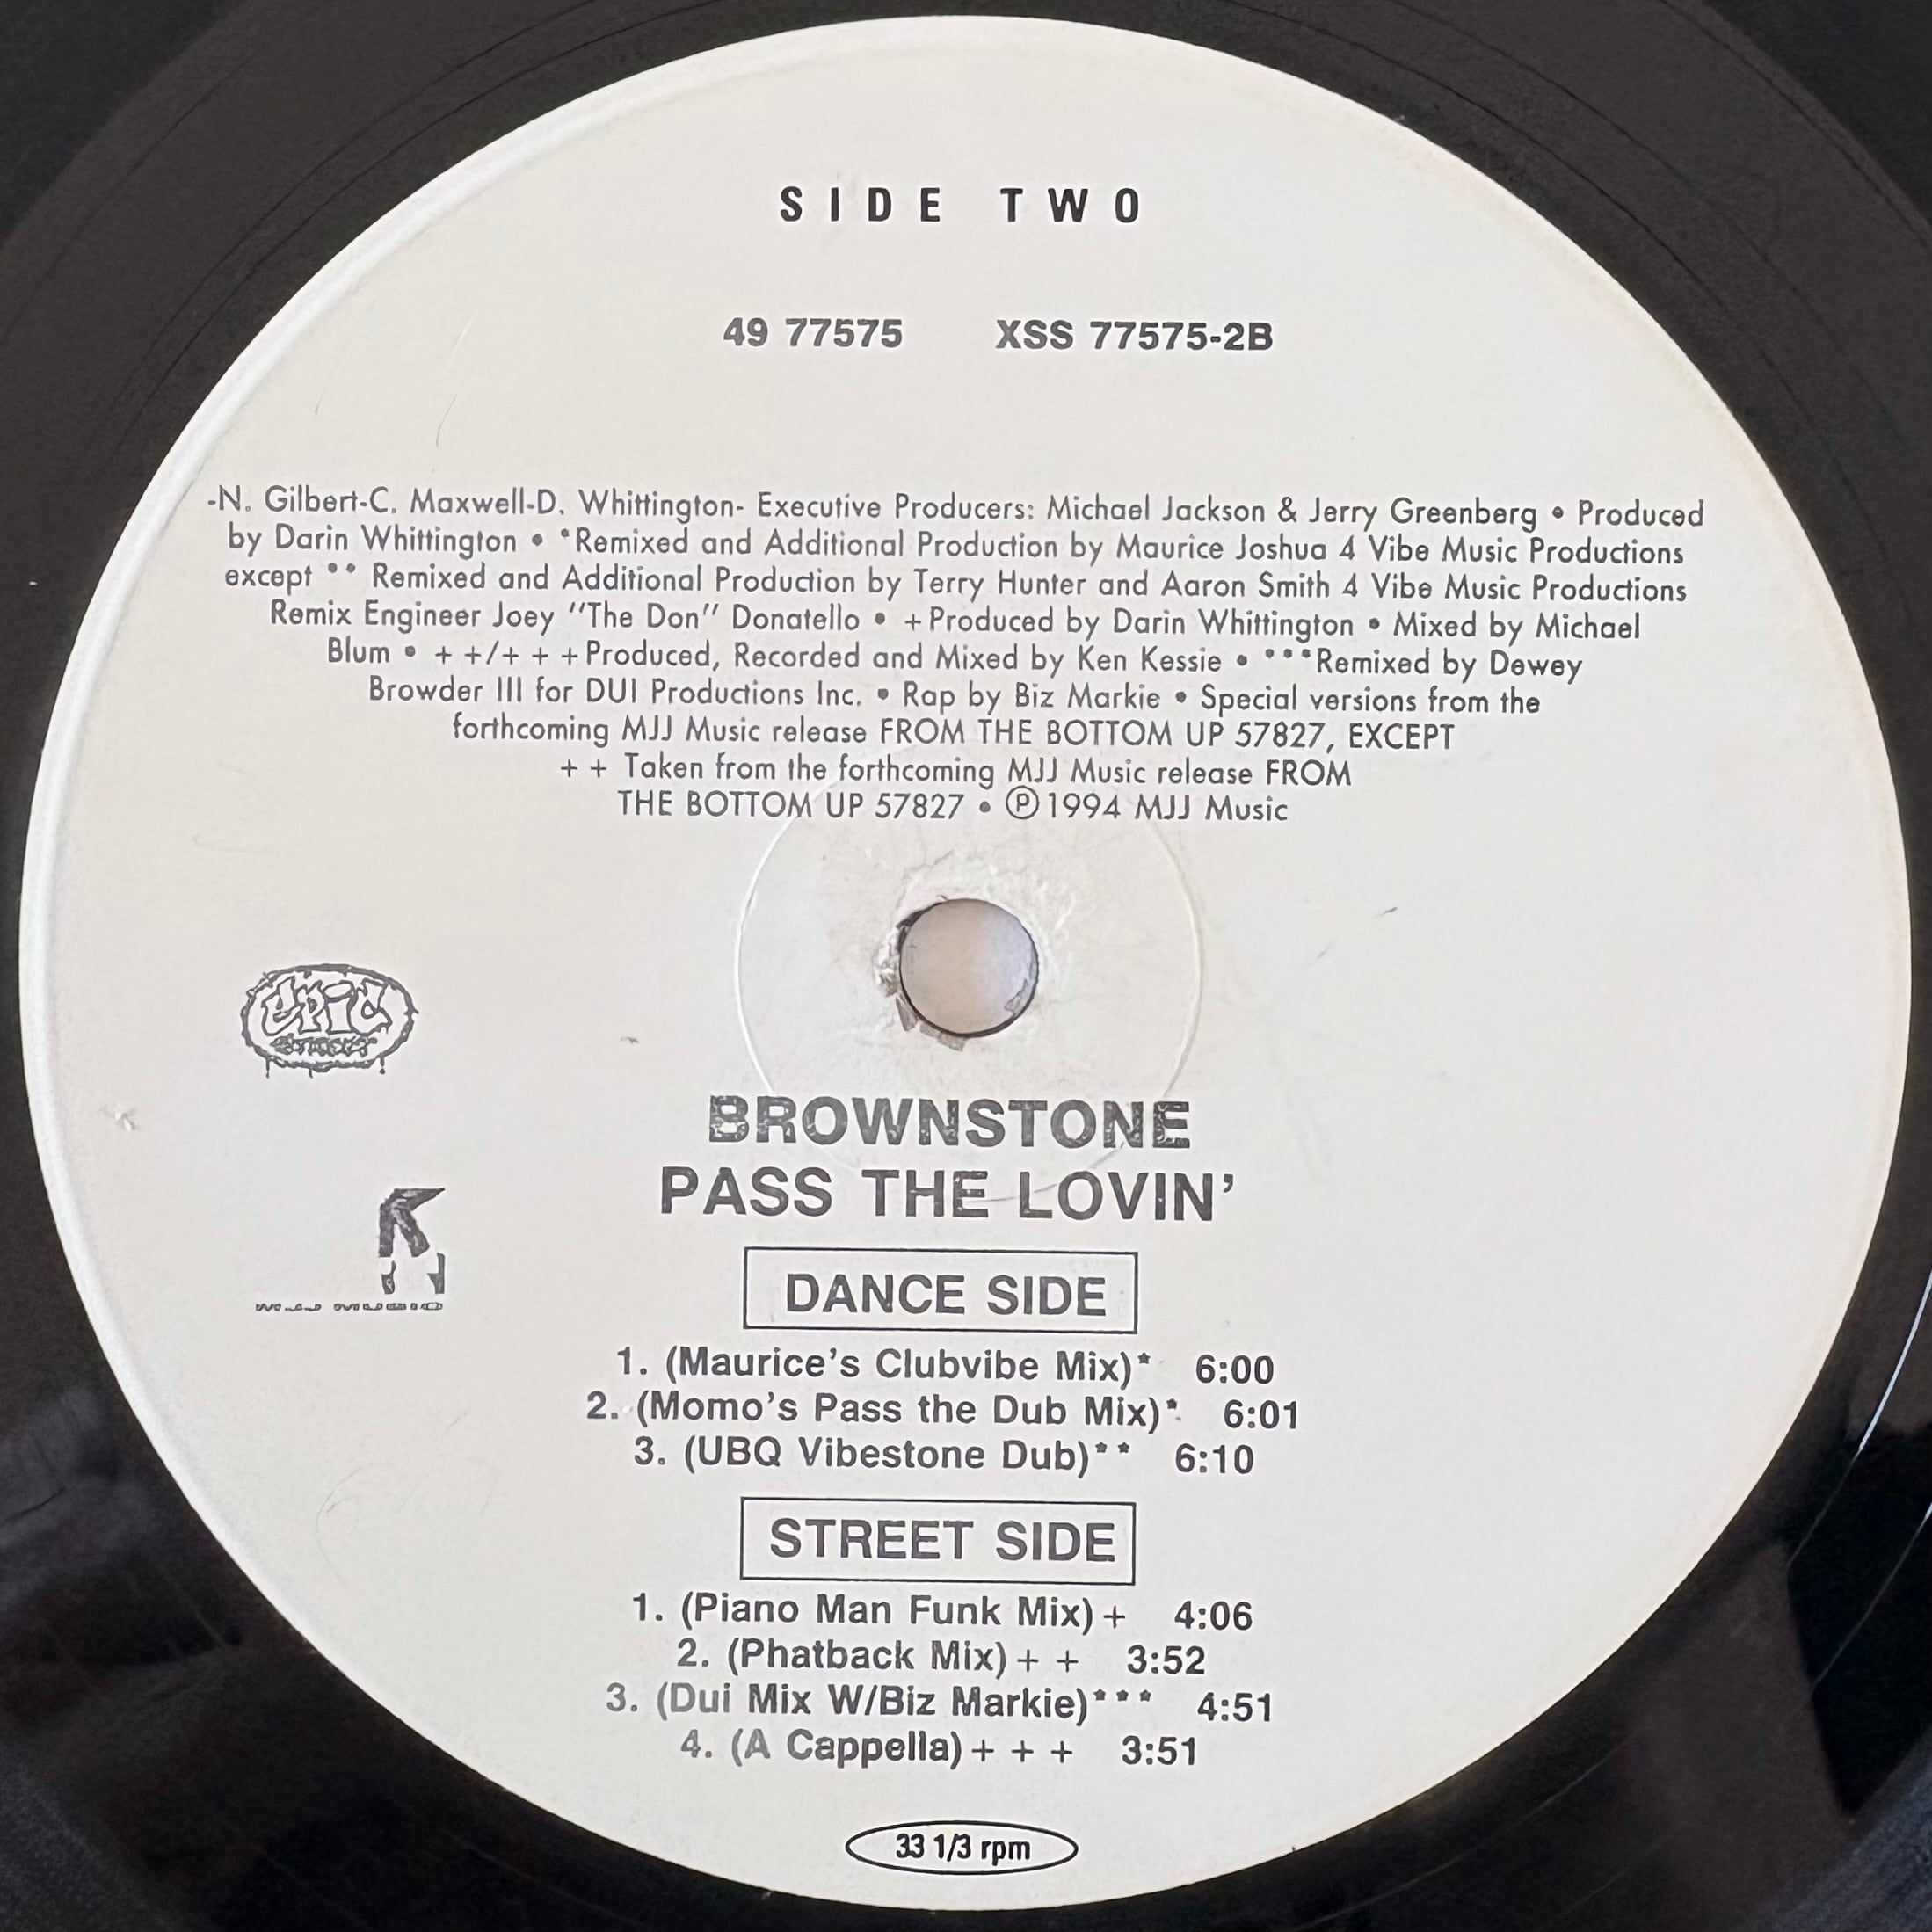 SIDE TWO
49 77575 XSS 77575-2B
-N. Gilbert-C. Maxwell-D. Whittington- Executive Producers: Michael Jackson & Jerry Greenberg • Produced
by Darin Whittington • *Remixed and Additional Production by Maurice Joshua 4 Vibe Music Productions
except ** Remixed and Additional Production by Terry Hunter and Aaron Smith 4 Vibe Music Productions
Remix Engineer Joey "The Don" Donatello • +Produced by Darin Whittington • Mixed by Michael
Blum • ++/+++Produced, Recorded and Mixed by Ken Kessie • ***Remixed by Dewey
Browder III for DUI Productions Inc. • Rap by Biz Markie • Special versions from the
forthcoming MJJ Music release FROM THE BOTTOM UP 57827, EXCEPT
++ Taken from the forthcoming MJJ Music release FROM
THE BOTTOM UP 57827 • ℗1994 MJJ Music
epic
street
MJJ MUSIC
BROWNSTONE
PASS THE LOVIN'
DANCE SIDE
1. (Maurice's Clubvibe Mix)* 6:00
2. (Momo's Pass the Dub Mix)* 6:01
3. (UBQ Vibestone Dub)** 6:10
STREET SIDE
1. (Piano Man Funk Mix)+ 4:06
2. (Phatback Mix)++ 3:52
3. (Dui Mix W/Biz Markie)*** 4:51
4. (A Cappella)+++ 3:51
33 1/3 rpm